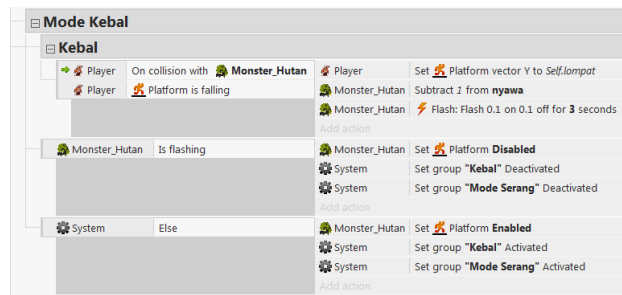 Mode Kebal
Kebal
Player On collision with Monster_Hutan Player Set Platform vector Y to Self.lompat
Player Platform is falling Monster_Hutan Subtract 1 from nyawa
Monster_Hutan Flash: Flash 0.1 on 0.1 off for 3 seconds
Add action
Monster_Hutan Is flashing Monster_Hutan Set Platform Disabled
System Set group "Kebal" Deactivated
System Set group "Mode Serang" Deactivated
Add action
System Else Monster_Hutan Set Platform Enabled
System Set group "Kebal" Activated
System Set group "Mode Serang" Activated
Add action